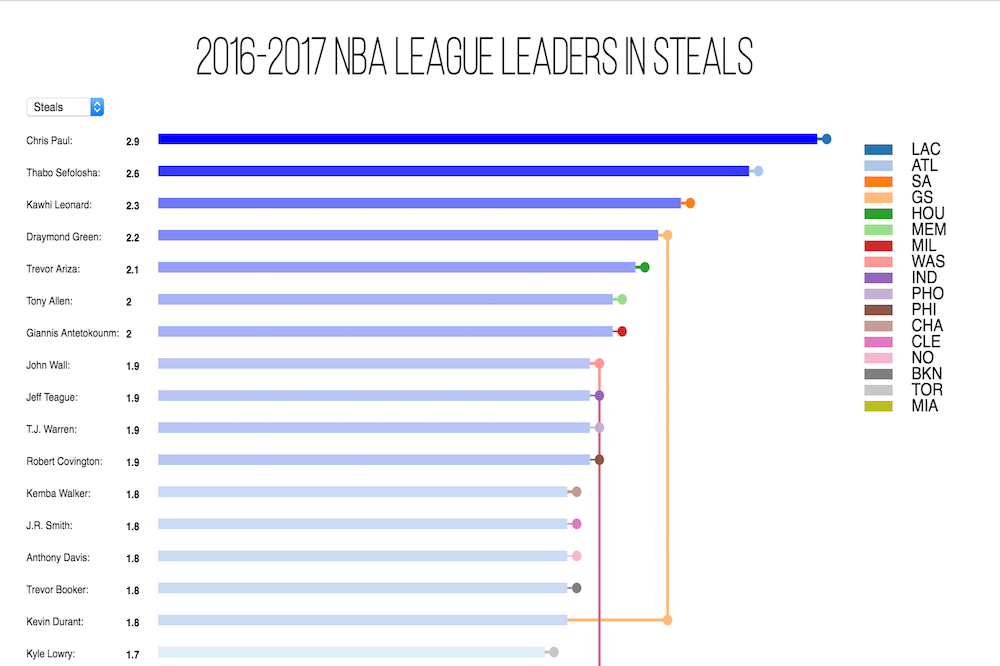 2016-2017 NBA LEAGUE LEADERS IN STEALS
Steals
Chris Paul: 2.9
Thabo Sefolosha: 2.6
Kawhi Leonard: 2.3
Draymond Green: 2.2
Trevor Ariza: 2.1
Tony Allen: 2
Giannis Antetokounm: 2
John Wall: 1.9
Jeff Teague: 1.9
T.J. Warren: 1.9
Robert Covington: 1.9
Kemba Walker: 1.8
J.R. Smith: 1.8
Anthony Davis: 1.8
Trevor Booker: 1.8
Kevin Durant: 1.8
Kyle Lowry: 1.7
LAC
ATL
SA
GS
HOU
MEM
MIL
WAS
IND
PHO
PHI
CHA
CLE
NO
BKN
TOR
MIA